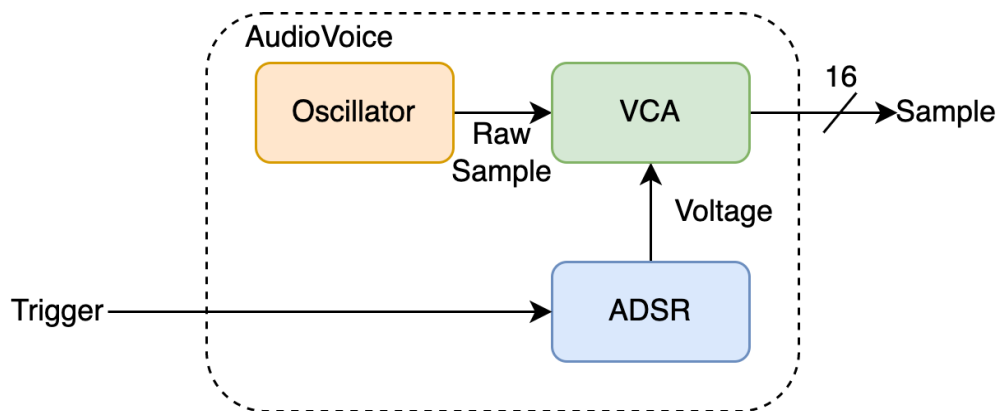 AudioVoice
Oscillator
VCA
16
Sample
Raw
Sample
Voltage
Trigger
ADSR